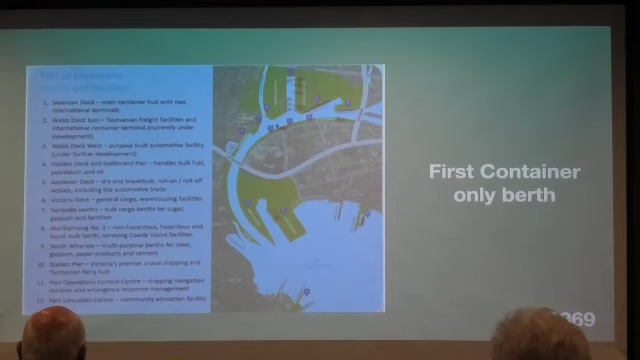 Port of Melbourne
1. Swanson Dock – main container hub with two
international terminals
2. Webb Dock East – Tasmanian freight facilities and
international container terminal (currently under
development)
3. Webb Dock West – purpose built automotive facility
(under further development)
4. Holden Dock and Gellibrand Pier – handles bulk fuel,
petroleum and oil
5. Appleton Dock – dry and breakbulk, roll-on / roll-off
vessels, including the automotive trade
6. Victoria Dock – general cargo, warehousing facilities
7. Yarraville berths – bulk cargo berths for sugar,
gypsum and fertiliser
8. Maribyrnong No. 1 – non-hazardous, hazardous and
liquid bulk berth, servicing Coode Island facilities
9. South Wharves – multi-purpose berths for steel,
gypsum, paper products and cement
10. Station Pier – Victoria's premier cruise shipping and
Tasmanian ferry hub
11. Port Operations Control Centre – shipping navigation
services and emergency response management
12. Port Education Centre – community education facility
First Container
only berth
969